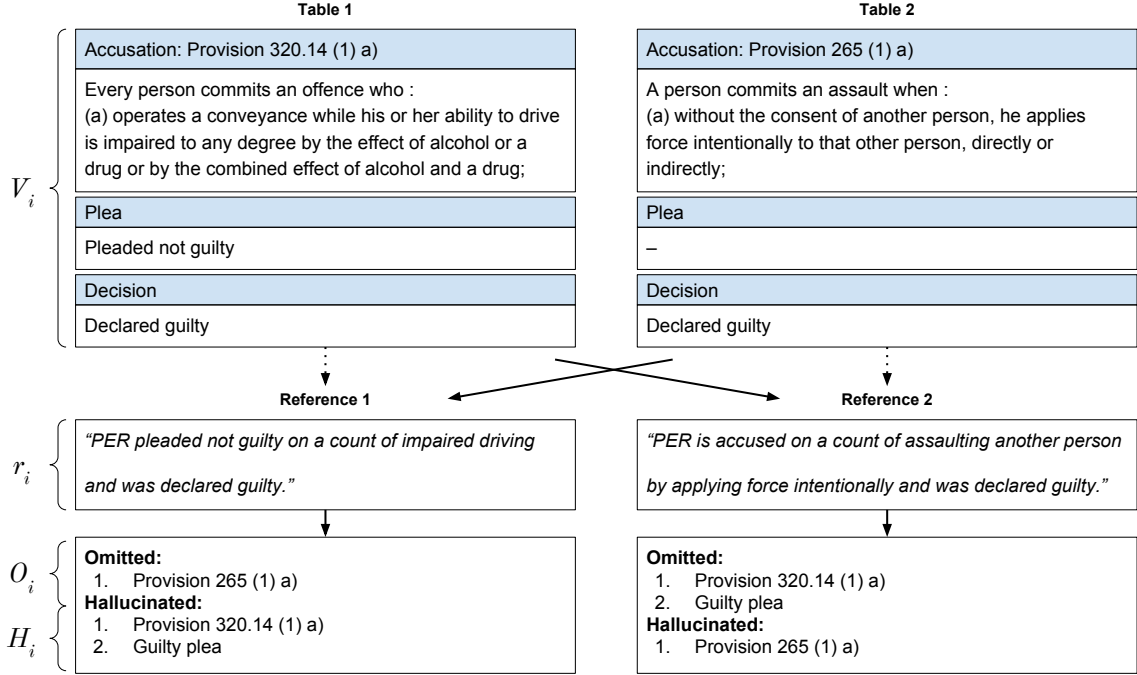 Table 1
Accusation: Provision 320.14 (1) a)
Every person commits an offence who :
(a) operates a conveyance while his or her ability to drive
is impaired to any degree by the effect of alcohol or a
drug or by the combined effect of alcohol and a drug;
Plea
Pleaded not guilty
Decision
Declared guilty
Table 2
Accusation: Provision 265 (1) a)
A person commits an assault when :
(a) without the consent of another person, he applies
force intentionally to that other person, directly or
indirectly;
Plea
–
Decision
Declared guilty
V_i
Reference 1
“PER pleaded not guilty on a count of impaired driving
and was declared guilty.”
Reference 2
“PER is accused on a count of assaulting another person
by applying force intentionally and was declared guilty.”
r_i
Omitted:
1. Provision 265 (1) a)
Hallucinated:
1. Provision 320.14 (1) a)
2. Guilty plea
Omitted:
1. Provision 320.14 (1) a)
2. Guilty plea
Hallucinated:
1. Provision 265 (1) a)
O_i
H_i